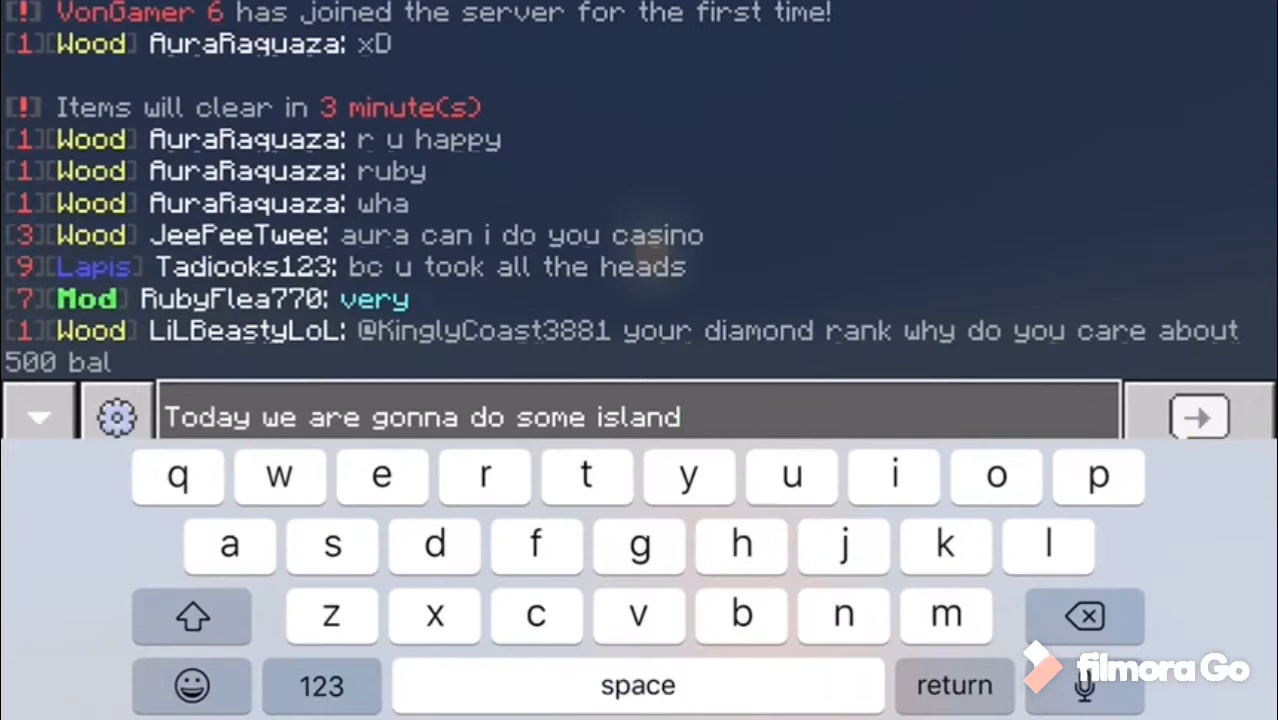 [!] VonGamer 6 has joined the server for the first time!
[1][Wood] AuraRaquaza: xD
[!] Items will clear in 3 minute(s)
[1][Wood] AuraRaquaza: r u happy
[1][Wood] AuraRaquaza: ruby
[1][Wood] AuraRaquaza: wha
[3][Wood] JeePeeTwee: aura can i do you casino
[9][Lapis] Tadiooks123: bc u took all the heads
[7][Mod] RubyFlea770: very
[1][Wood] LiLBeastyLoL: @KinglyCoast3881 your diamond rank why do you care about
500 bal
Today we are gonna do some island
q w e r t y u i o p
a s d f g h j k l
z x c v b n m
123 space return
filmora Go